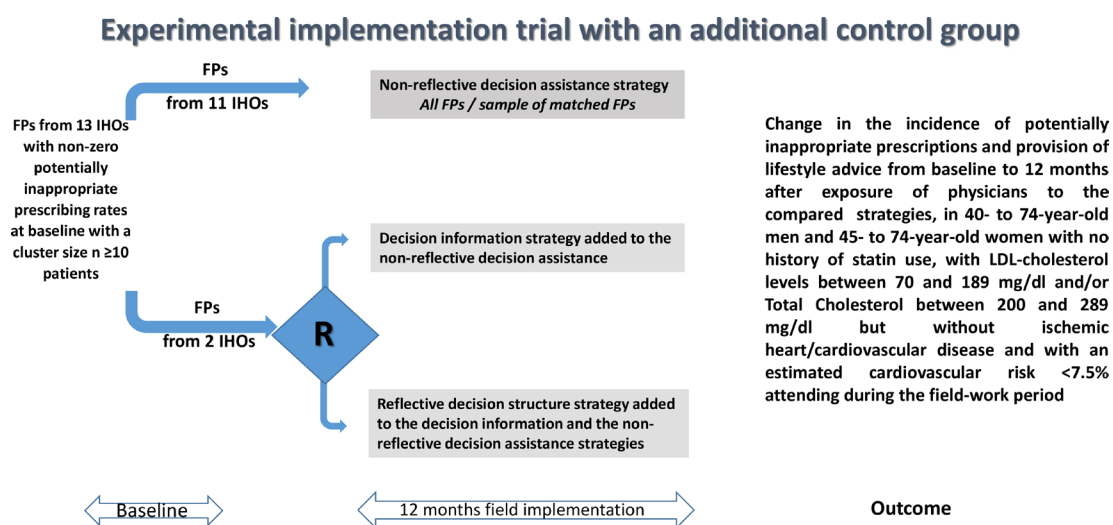 Experimental implementation trial with an additional control group
FPs
from 11 IHOs
Non-reflective decision assistance strategy
All FPs / sample of matched FPs
FPs from 13 IHOs
with non-zero
potentially
inappropriate
prescribing rates
at baseline with a
cluster size n ≥10
patients
Decision information strategy added to the
non-reflective decision assistance
FPs
from 2 IHOs
R
Reflective decision structure strategy added
to the decision information and the non-
reflective decision assistance strategies
Change in the incidence of potentially
inappropriate prescriptions and provision of
lifestyle advice from baseline to 12 months
after exposure of physicians to the
compared strategies, in 40- to 74-year-old
men and 45- to 74-year-old women with no
history of statin use, with LDL-cholesterol
levels between 70 and 189 mg/dl and/or
Total Cholesterol between 200 and 289
mg/dl but without ischemic
heart/cardiovascular disease and with an
estimated cardiovascular risk <7.5%
attending during the field-work period
Baseline
12 months field implementation
Outcome